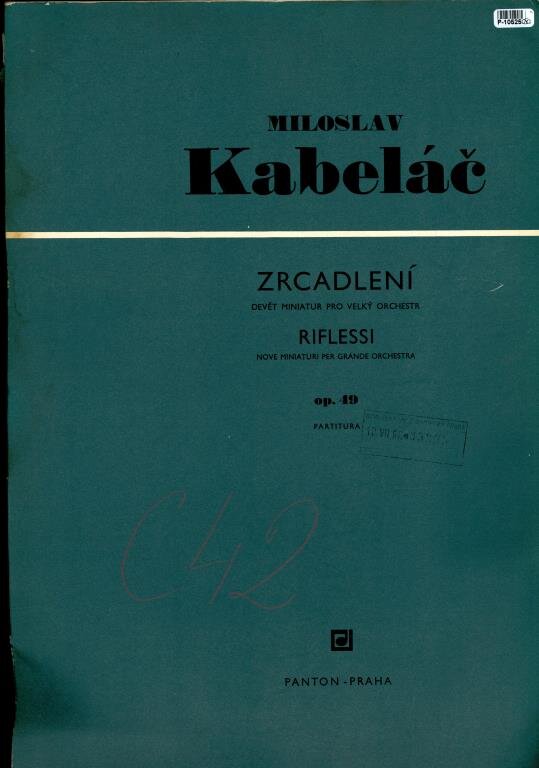 MILOSLAV
Kabeláč
ZRCADLENÍ
DEVĚT MINIATUR PRO VELKÝ ORCHESTR
RIFLESSI
NOVE MINIATURI PER GRANDE ORCHESTRA
op. 49
PARTITURA
C42
PANTON - PRAHA